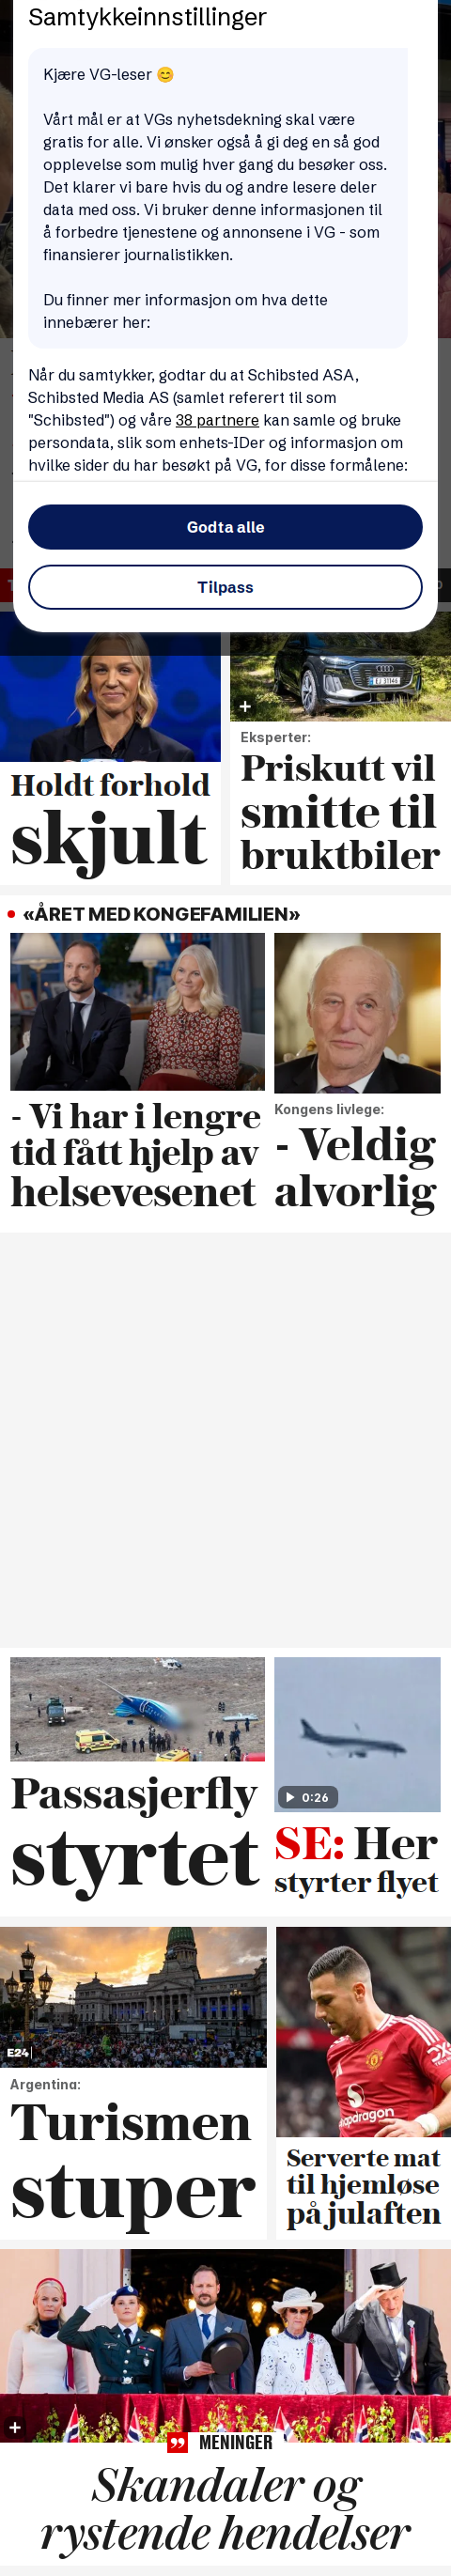 Samtykkeinnstillinger
Kjære VG-leser 😊
Vårt mål er at VGs nyhetsdekning skal være
gratis for alle. Vi ønsker også å gi deg en så god
opplevelse som mulig hver gang du besøker oss.
Det klarer vi bare hvis du og andre lesere deler
data med oss. Vi bruker denne informasjonen til
å forbedre tjenestene og annonsene i VG - som
finansierer journalistikken.
Du finner mer informasjon om hva dette
innebærer her:
Når du samtykker, godtar du at Schibsted ASA,
Schibsted Media AS (samlet referert til som
"Schibsted") og våre 38 partnere kan samle og bruke
persondata, slik som enhets-IDer og informasjon om
hvilke sider du har besøkt på VG, for disse formålene:
Godta alle
Tilpass
Holdt forhold
skjult
Eksperter:
Priskutt vil
smitte til
bruktbiler
«ÅRET MED KONGEFAMILIEN»
- Vi har i lengre
tid fått hjelp av
helsevesenet
Kongens livlege:
- Veldig
alvorlig
Passasjerfly
styrtet
0:26
SE: Her
styrter flyet
E24
Argentina:
Turismen
stuper
snapdragon
Serverte mat
til hjemløse
på julaften
MENINGER
Skandaler og
rystende hendelser